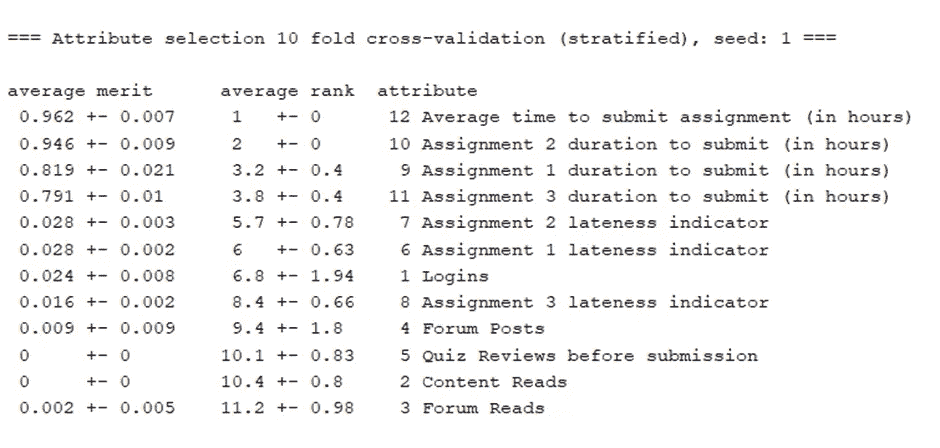 === Attribute selection 10 fold cross-validation (stratified), seed: 1 ===
average merit average rank attribute
0.962 +- 0.007 1 +- 0 12 Average time to submit assignment (in hours)
0.946 +- 0.009 2 +- 0 10 Assignment 2 duration to submit (in hours)
0.819 +- 0.021 3.2 +- 0.4 9 Assignment 1 duration to submit (in hours)
0.791 +- 0.01 3.8 +- 0.4 11 Assignment 3 duration to submit (in hours)
0.028 +- 0.003 5.7 +- 0.78 7 Assignment 2 lateness indicator
0.028 +- 0.002 6 +- 0.63 6 Assignment 1 lateness indicator
0.024 +- 0.008 6.8 +- 1.94 1 Logins
0.016 +- 0.002 8.4 +- 0.66 8 Assignment 3 lateness indicator
0.009 +- 0.009 9.4 +- 1.8 4 Forum Posts
0 +- 0 10.1 +- 0.83 5 Quiz Reviews before submission
0 +- 0 10.4 +- 0.8 2 Content Reads
0.002 +- 0.005 11.2 +- 0.98 3 Forum Reads